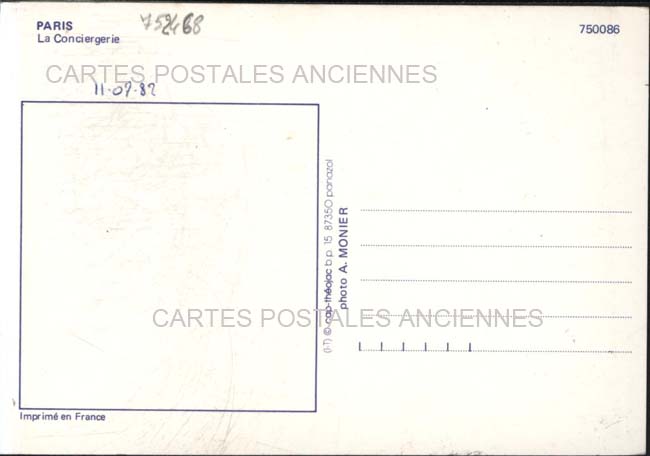 PARIS
La Conciergerie
750086
CARTES POSTALES ANCIENNES
11-07-82
(I-T) © cap-théojac b.p. 15 87350 panazol
photo A. MONIER
CARTES POSTALES ANCIENNES
Imprimé en France